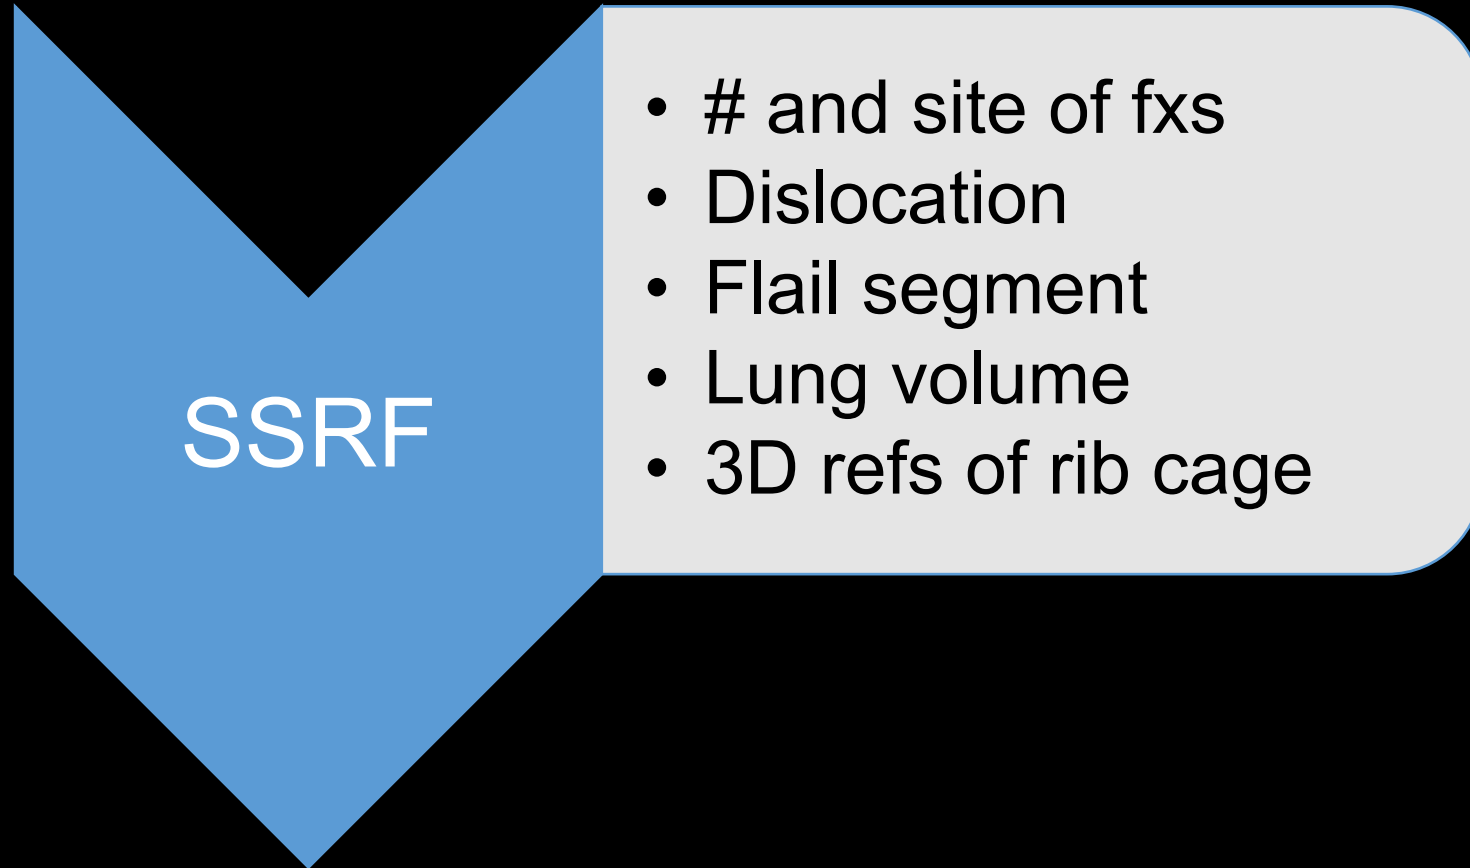 SSRF
• # and site of fxs
• Dislocation
• Flail segment
• Lung volume
• 3D refs of rib cage